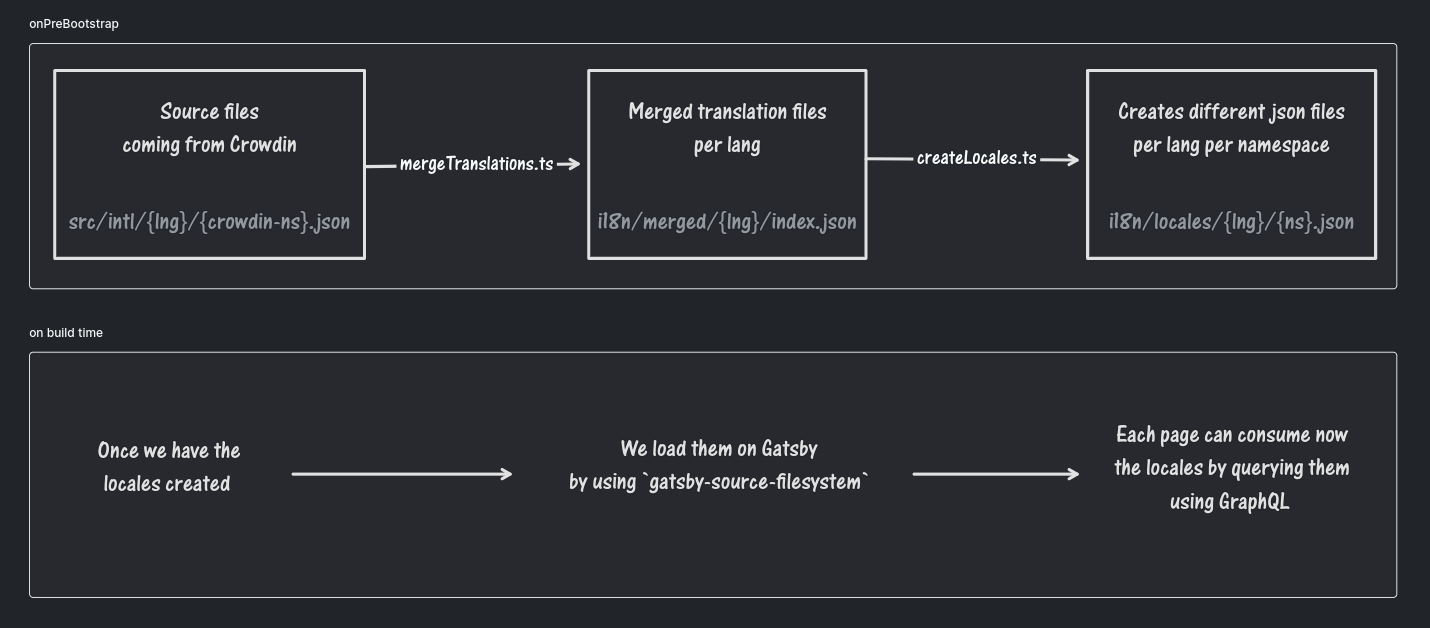 onPreBootstrap
Source files
coming from Crowdin
src/intl/{lng}/{crowdin-ns}.json
mergeTranslations.ts
Merged translation files
per lang
i18n/merged/{lng}/index.json
createLocales.ts
Creates different json files
per lang per namespace
i18n/locales/{lng}/{ns}.json
on build time
Once we have the
locales created
We load them on Gatsby
by using `gatsby-source-filesystem`
Each page can consume now
the locales by querying them
using GraphQL